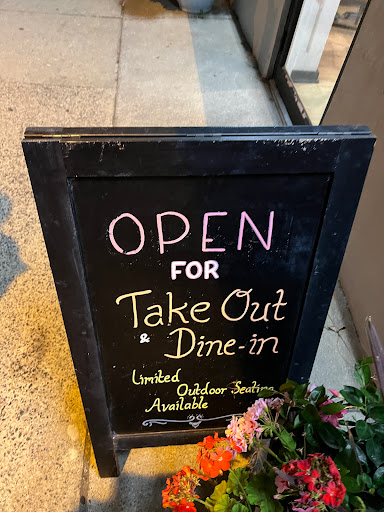 OPEN
FOR
Take Out
& Dine-in
Limited
Outdoor Seating
Available